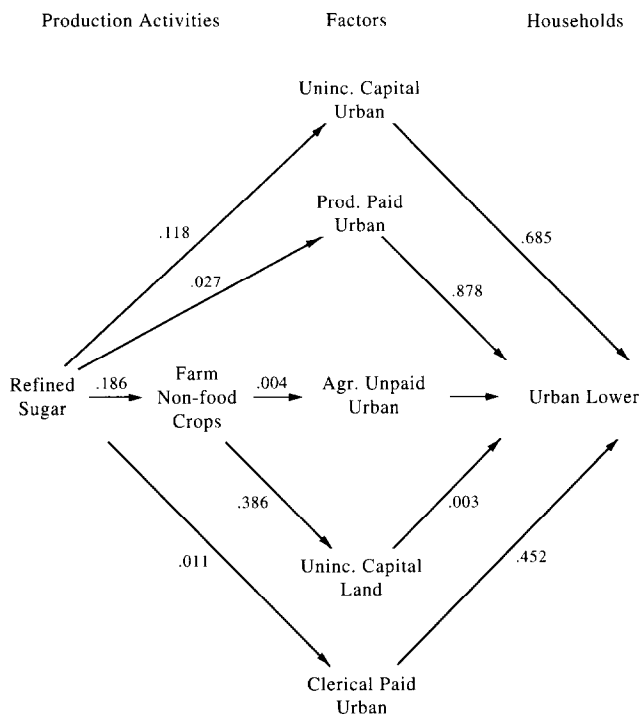 Production Activities Factors Households
Uninc. Capital
Urban
Prod. Paid
Urban
.118
.685
.027
.878
Refined
Sugar
.186
Farm
Non-food
Crops
.004
Agr. Unpaid
Urban
Urban Lower
.386
.003
.011
Uninc. Capital
Land
.452
Clerical Paid
Urban